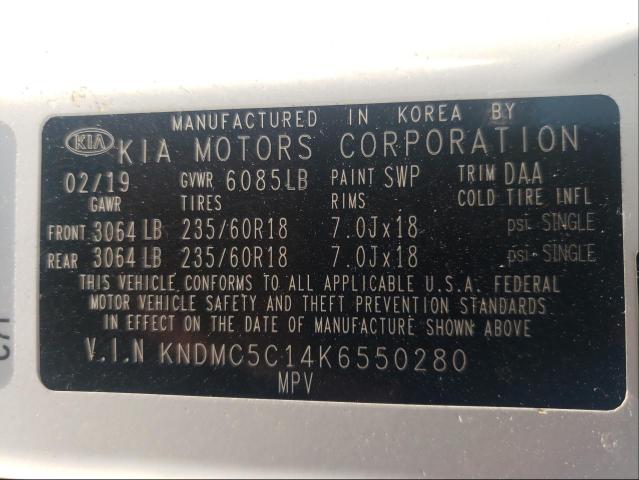 MANUFACTURED IN KOREA BY
KIA KIA MOTORS CORPORATION
02/19 GVWR 6085LB PAINT SWP TRIM DAA
GAWR TIRES RIMS COLD TIRE INFL
FRONT 3064 LB 235/60R18 7.0Jx18 psi SINGLE
REAR 3064 LB 235/60R18 7.0Jx18 psi SINGLE
THIS VEHICLE CONFORMS TO ALL APPLICABLE U.S.A. FEDERAL
MOTOR VEHICLE SAFETY AND THEFT PREVENTION STANDARDS
IN EFFECT ON THE DATE OF MANUFACTURE SHOWN ABOVE
V.I.N KNDMC5C14K6550280
MPV